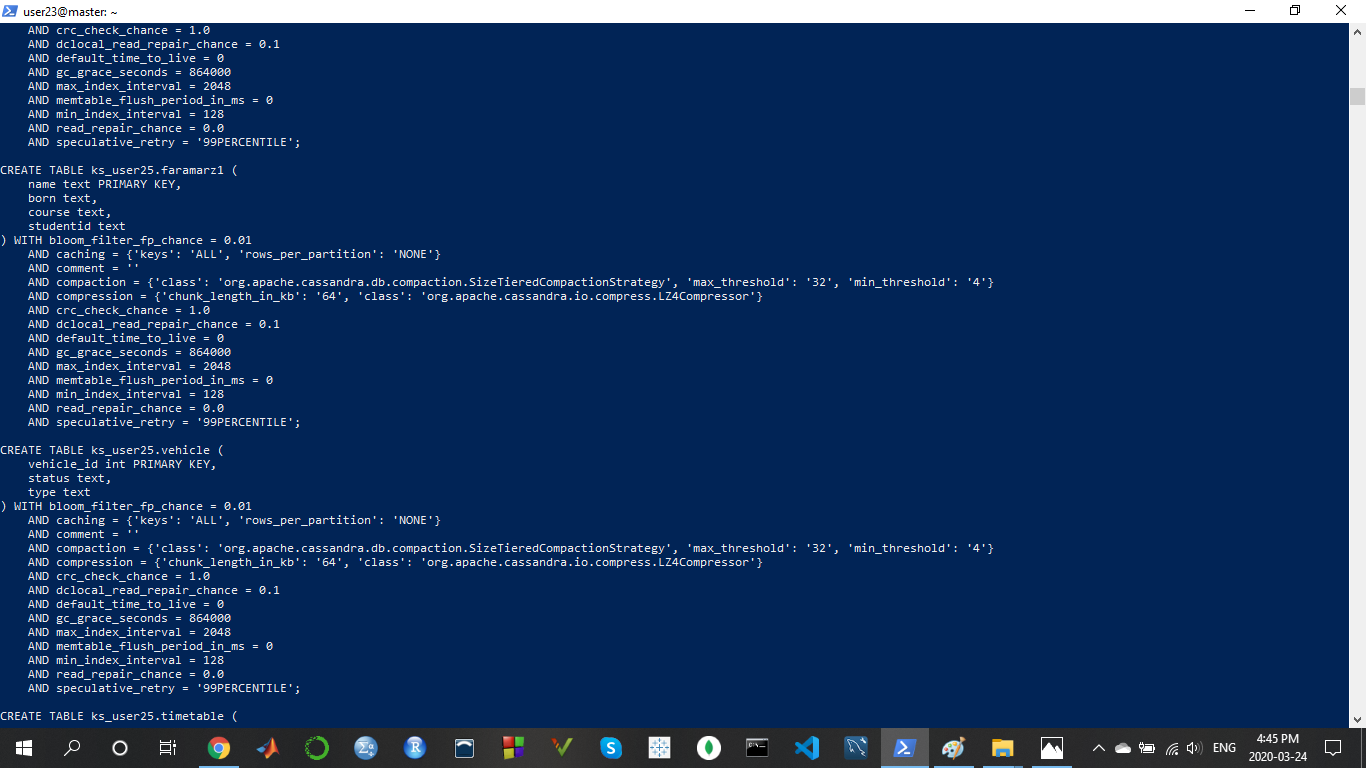 user23@master: ~
    AND crc_check_chance = 1.0
    AND dclocal_read_repair_chance = 0.1
    AND default_time_to_live = 0
    AND gc_grace_seconds = 864000
    AND max_index_interval = 2048
    AND memtable_flush_period_in_ms = 0
    AND min_index_interval = 128
    AND read_repair_chance = 0.0
    AND speculative_retry = '99PERCENTILE';
CREATE TABLE ks_user25.faramarz1 (
    name text PRIMARY KEY,
    born text,
    course text,
    studentid text
) WITH bloom_filter_fp_chance = 0.01
    AND caching = {'keys': 'ALL', 'rows_per_partition': 'NONE'}
    AND comment = ''
    AND compaction = {'class': 'org.apache.cassandra.db.compaction.SizeTieredCompactionStrategy', 'max_threshold': '32', 'min_threshold': '4'}
    AND compression = {'chunk_length_in_kb': '64', 'class': 'org.apache.cassandra.io.compress.LZ4Compressor'}
    AND crc_check_chance = 1.0
    AND dclocal_read_repair_chance = 0.1
    AND default_time_to_live = 0
    AND gc_grace_seconds = 864000
    AND max_index_interval = 2048
    AND memtable_flush_period_in_ms = 0
    AND min_index_interval = 128
    AND read_repair_chance = 0.0
    AND speculative_retry = '99PERCENTILE';
CREATE TABLE ks_user25.vehicle (
    vehicle_id int PRIMARY KEY,
    status text,
    type text
) WITH bloom_filter_fp_chance = 0.01
    AND caching = {'keys': 'ALL', 'rows_per_partition': 'NONE'}
    AND comment = ''
    AND compaction = {'class': 'org.apache.cassandra.db.compaction.SizeTieredCompactionStrategy', 'max_threshold': '32', 'min_threshold': '4'}
    AND compression = {'chunk_length_in_kb': '64', 'class': 'org.apache.cassandra.io.compress.LZ4Compressor'}
    AND crc_check_chance = 1.0
    AND dclocal_read_repair_chance = 0.1
    AND default_time_to_live = 0
    AND gc_grace_seconds = 864000
    AND max_index_interval = 2048
    AND memtable_flush_period_in_ms = 0
    AND min_index_interval = 128
    AND read_repair_chance = 0.0
    AND speculative_retry = '99PERCENTILE';
CREATE TABLE ks_user25.timetable (
ENG
4:45 PM
2020-03-24